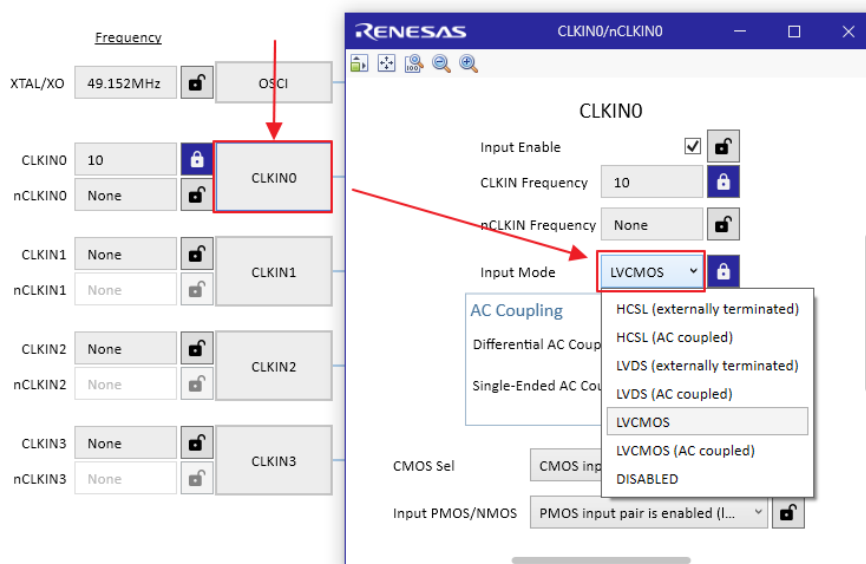 Frequency
XTAL/XO 49.152MHz OSCI
CLKIN0 10
nCLKIN0 None
CLKIN0
CLKIN1 None
nCLKIN1 None
CLKIN1
CLKIN2 None
nCLKIN2 None
CLKIN2
CLKIN3 None
nCLKIN3 None
CLKIN3
RENESAS CLKIN0/nCLKIN0
100
CLKIN0
Input Enable
CLKIN Frequency 10
nCLKIN Frequency None
Input Mode LVCMOS
HCSL (externally terminated)
HCSL (AC coupled)
LVDS (externally terminated)
LVDS (AC coupled)
LVCMOS
LVCMOS (AC coupled)
DISABLED
AC Coupling
Differential AC Coup
Single-Ended AC Cou
CMOS Sel CMOS inp
Input PMOS/NMOS PMOS input pair is enabled (l...